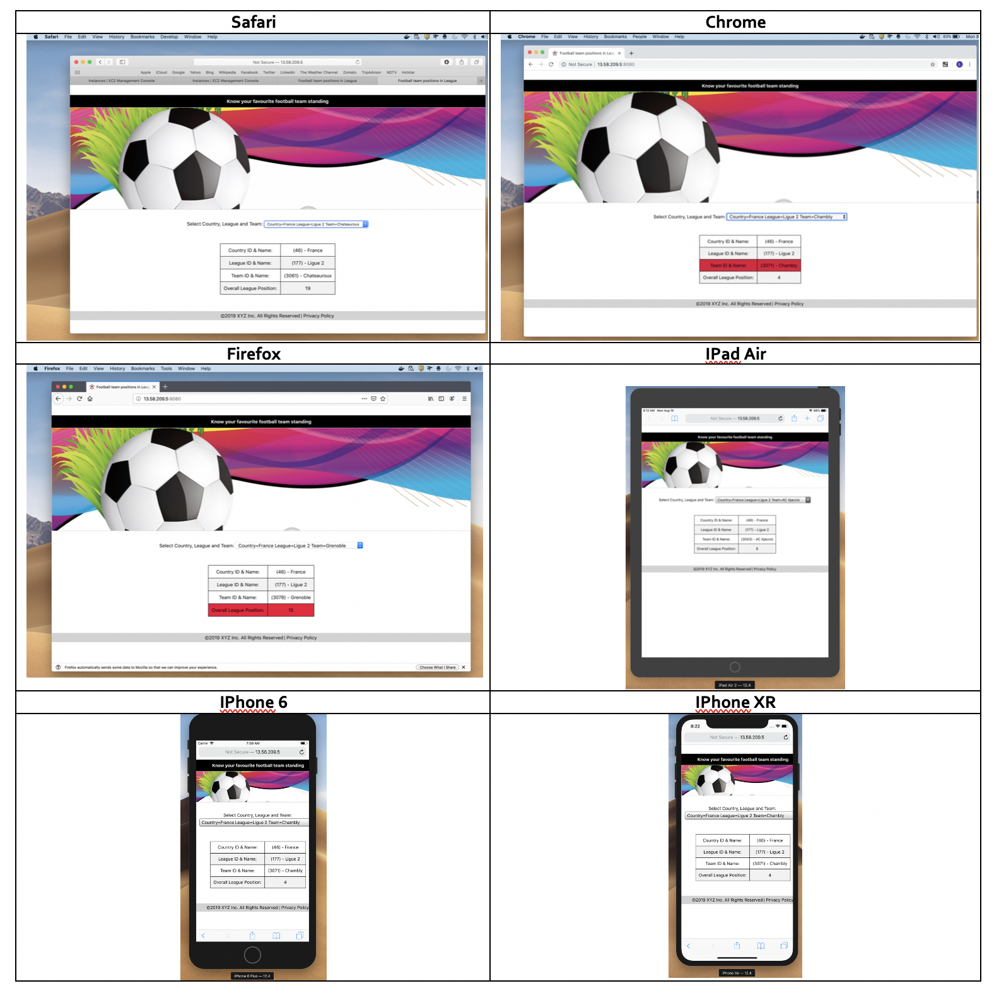 Safari
Chrome
Safari File Edit View History Bookmarks Develop Window Help
Not Secure — 13.58.209.5
Apple iCloud Google Yahoo Bing Wikipedia Facebook Twitter LinkedIn The Weather Channel Zomato TripAdvisor NDTV Hotstar
Instances | EC2 Management Console Instances | EC2 Management Console Football team positions in League Football team positions in League
Know your favourite football team standing
Select Country, League and Team: Country=France League=Ligue 2 Team=Chateauroux
Country ID & Name: (46) - France
League ID & Name: (177) - Ligue 2
Team ID & Name: (3061) - Chateauroux
Overall League Position: 19
©2019 XYZ Inc. All Rights Reserved | Privacy Policy
Chrome File Edit View History Bookmarks People Window Help 83% Mon 8
Football team positions in Leag
Not Secure | 13.58.209.5:8080
Know your favourite football team standing
Select Country, League and Team: Country=France League=Ligue 2 Team=Chambly
Country ID & Name: (46) - France
League ID & Name: (177) - Ligue 2
Team ID & Name: (3071) - Chambly
Overall League Position: 4
©2019 XYZ Inc. All Rights Reserved | Privacy Policy
Firefox
IPad Air
Firefox File Edit View History Bookmarks Tools Window Help
Football team positions in Leag
13.58.209.5:8080
Know your favourite football team standing
Select Country, League and Team: Country=France League=Ligue 2 Team=Grenoble
Country ID & Name: (46) - France
League ID & Name: (177) - Ligue 2
Team ID & Name: (3078) - Grenoble
Overall League Position: 15
©2019 XYZ Inc. All Rights Reserved | Privacy Policy
Firefox automatically sends some data to Mozilla so that we can improve your experience. Choose What I Share
8:12 AM Mon Aug 19 88%
Not Secure — 13.58.209.5
Know your favourite football team standing
Select Country, League and Team: Country=France League=Ligue 2 Team=AC Ajaccio
Country ID & Name: (46) - France
League ID & Name: (177) - Ligue 2
Team ID & Name: (3043) - AC Ajaccio
Overall League Position: 8
©2019 XYZ Inc. All Rights Reserved | Privacy Policy
iPad Air 2 — 12.4
IPhone 6
IPhone XR
Carrier 7:50 AM
Not Secure — 13.58.209.5
Know your favourite football team standing
Select Country, League and Team:
Country=France League=Ligue 2 Team=Chambly
Country ID & Name: (46) - France
League ID & Name: (177) - Ligue 2
Team ID & Name: (3071) - Chambly
Overall League Position: 4
©2019 XYZ Inc. All Rights Reserved | Privacy Policy
iPhone 6 Plus — 12.4
8:22
Not Secure — 13.58.209.5
Know your favourite football team standing
Select Country, League and Team:
Country=France League=Ligue 2 Team=Chambly
Country ID & Name: (46) - France
League ID & Name: (177) - Ligue 2
Team ID & Name: (3071) - Chambly
Overall League Position: 4
©2019 XYZ Inc. All Rights Reserved | Privacy Policy
iPhone XR — 12.4